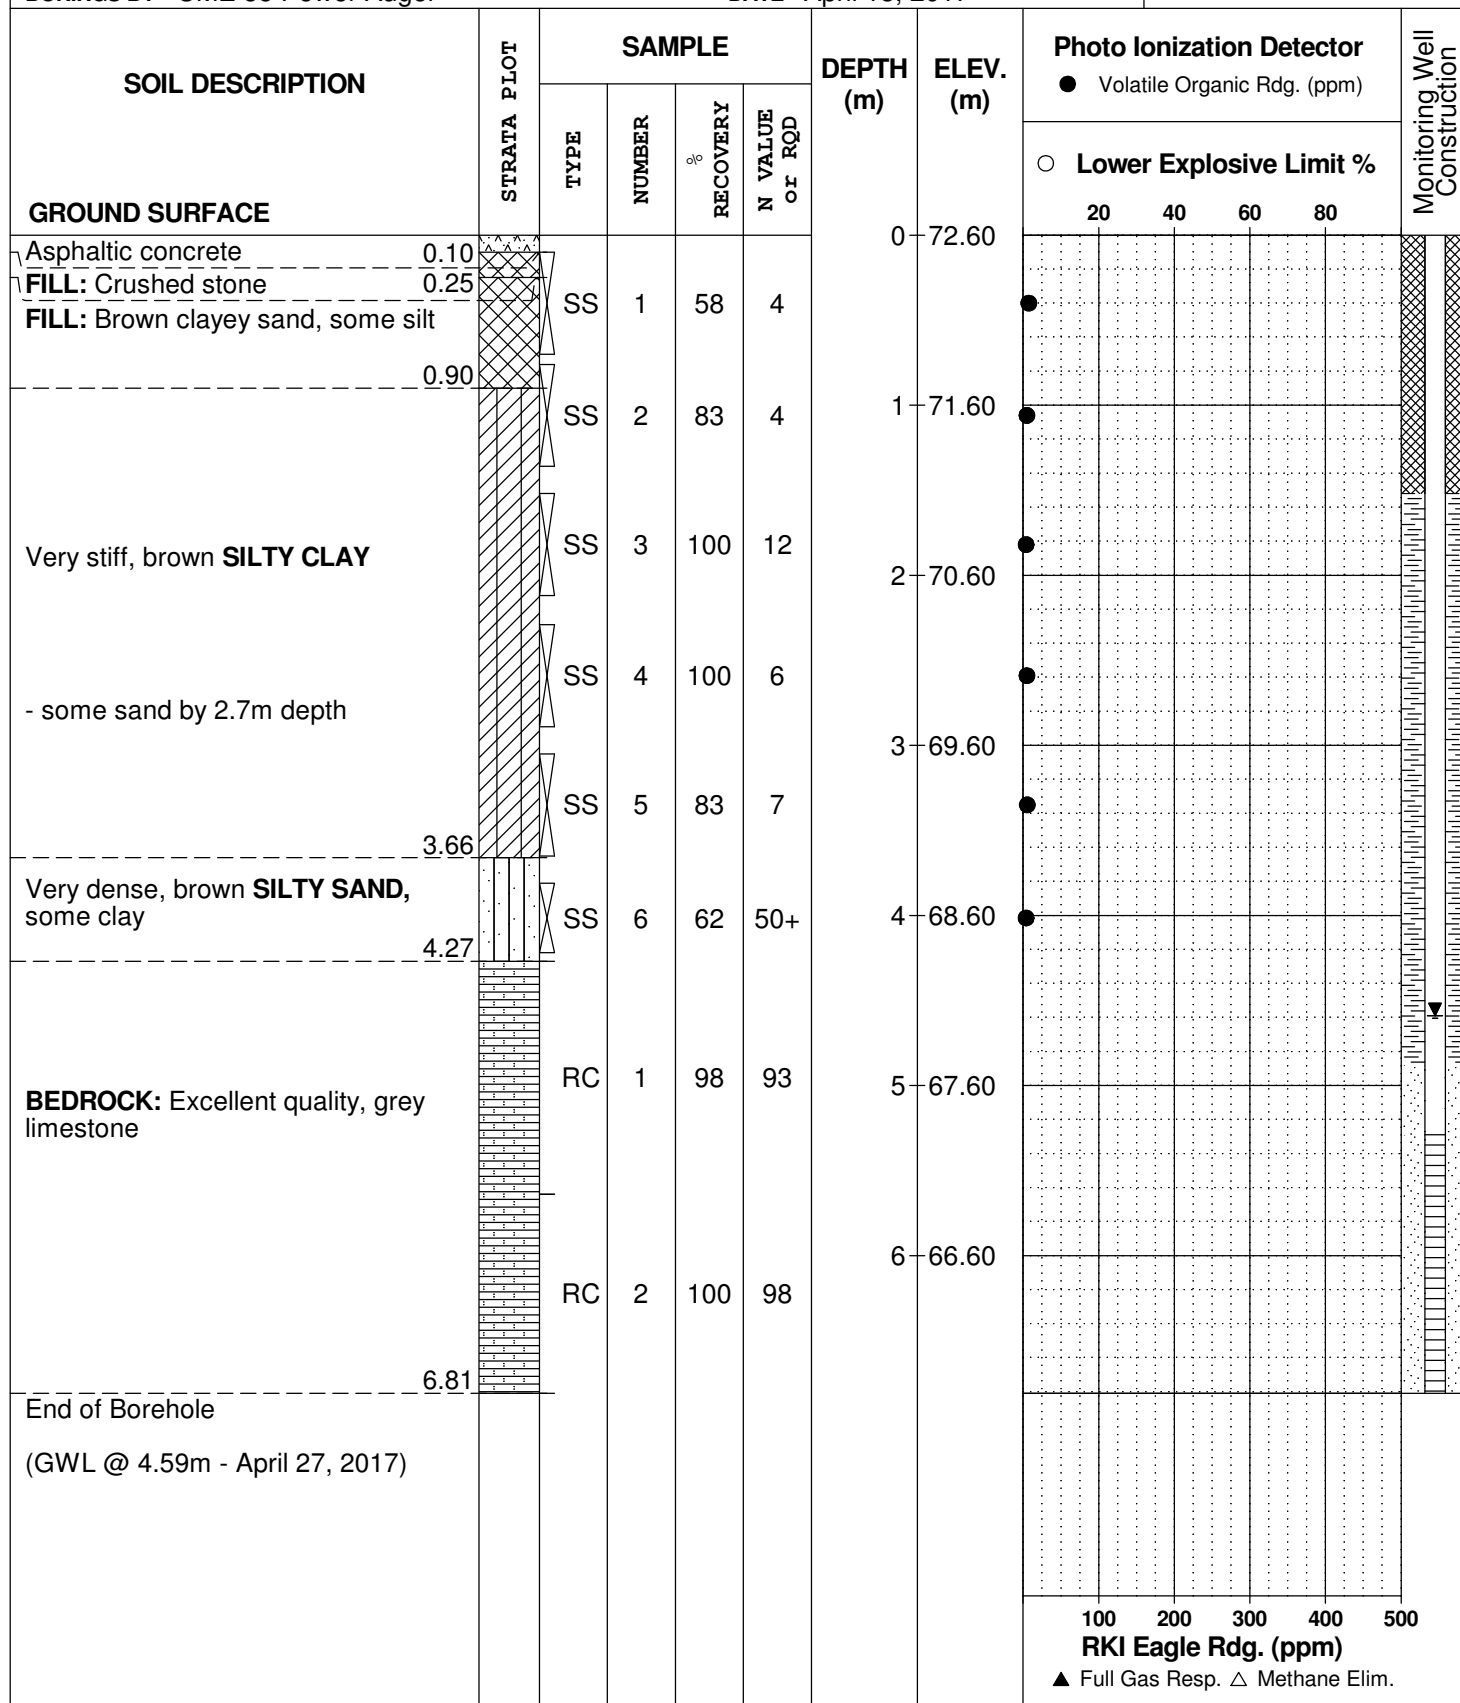 SOIL DESCRIPTION
GROUND SURFACE
STRATA PLOT
SAMPLE
TYPE
NUMBER
%
RECOVERY
N VALUE
or RQD
DEPTH
(m)
ELEV.
(m)
Photo Ionization Detector
● Volatile Organic Rdg. (ppm)
○ Lower Explosive Limit %
20 40 60 80
Monitoring Well
Construction
0 72.60
Asphaltic concrete 0.10
FILL: Crushed stone 0.25
FILL: Brown clayey sand, some silt
SS 1 58 4
0.90
1 71.60
SS 2 83 4
Very stiff, brown SILTY CLAY
SS 3 100 12
2 70.60
SS 4 100 6
- some sand by 2.7m depth
3 69.60
SS 5 83 7
3.66
Very dense, brown SILTY SAND,
some clay
SS 6 62 50+
4 68.60
4.27
RC 1 98 93
5 67.60
BEDROCK: Excellent quality, grey
limestone
6 66.60
RC 2 100 98
6.81
End of Borehole
(GWL @ 4.59m - April 27, 2017)
100 200 300 400 500
RKI Eagle Rdg. (ppm)
▲ Full Gas Resp. △ Methane Elim.